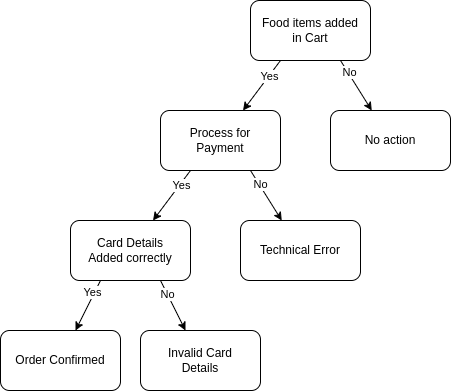 Food items added
in Cart
Yes
No
Process for
Payment
No action
Yes
No
Card Details
Added correctly
Technical Error
Yes
No
Order Confirmed
Invalid Card
Details